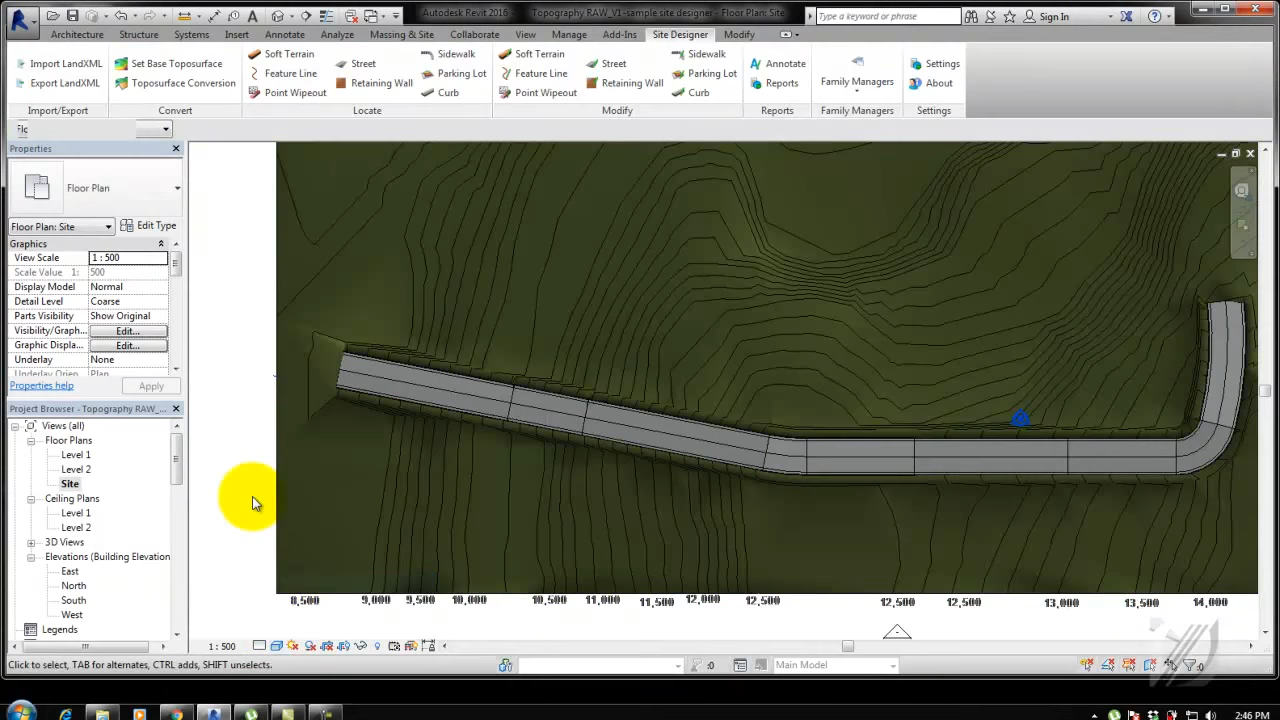 Autodesk Revit 2016 - Topography RAW_V1-sample site designer - Floor Plan: Site
Type a keyword or phrase
Sign In
Architecture Structure Systems Insert Annotate Analyze Massing & Site Collaborate View Manage Add-Ins Site Designer Modify
Import LandXML Set Base Toposurface Soft Terrain Street Sidewalk Soft Terrain Street Sidewalk Annotate Family Managers Settings
Export LandXML Toposurface Conversion Feature Line Retaining Wall Parking Lot Feature Line Retaining Wall Parking Lot Reports About
Point Wipeout Curb Point Wipeout Curb
Import/Export Convert Locate Modify Reports Family Managers Settings
Properties
Floor Plan
Floor Plan: Site Edit Type
Graphics
View Scale 1 : 500
Scale Value 1: 500
Display Model Normal
Detail Level Coarse
Parts Visibility Show Original
Visibility/Graph... Edit...
Graphic Displa... Edit...
Underlay None
Underlay Orien... Plan
Properties help Apply
Project Browser - Topography RAW_...
Views (all)
Floor Plans
Level 1
Level 2
Site
Ceiling Plans
Level 1
Level 2
3D Views
Elevations (Building Elevation
East
North
South
West
Legends
8,500 9,000 9,500 10,000 10,500 11,000 11,500 12,000 12,500 12,500 12,500 13,000 13,500 14,000
1 : 500
Click to select, TAB for alternates, CTRL adds, SHIFT unselects.
:0 Main Model :0
2:46 PM